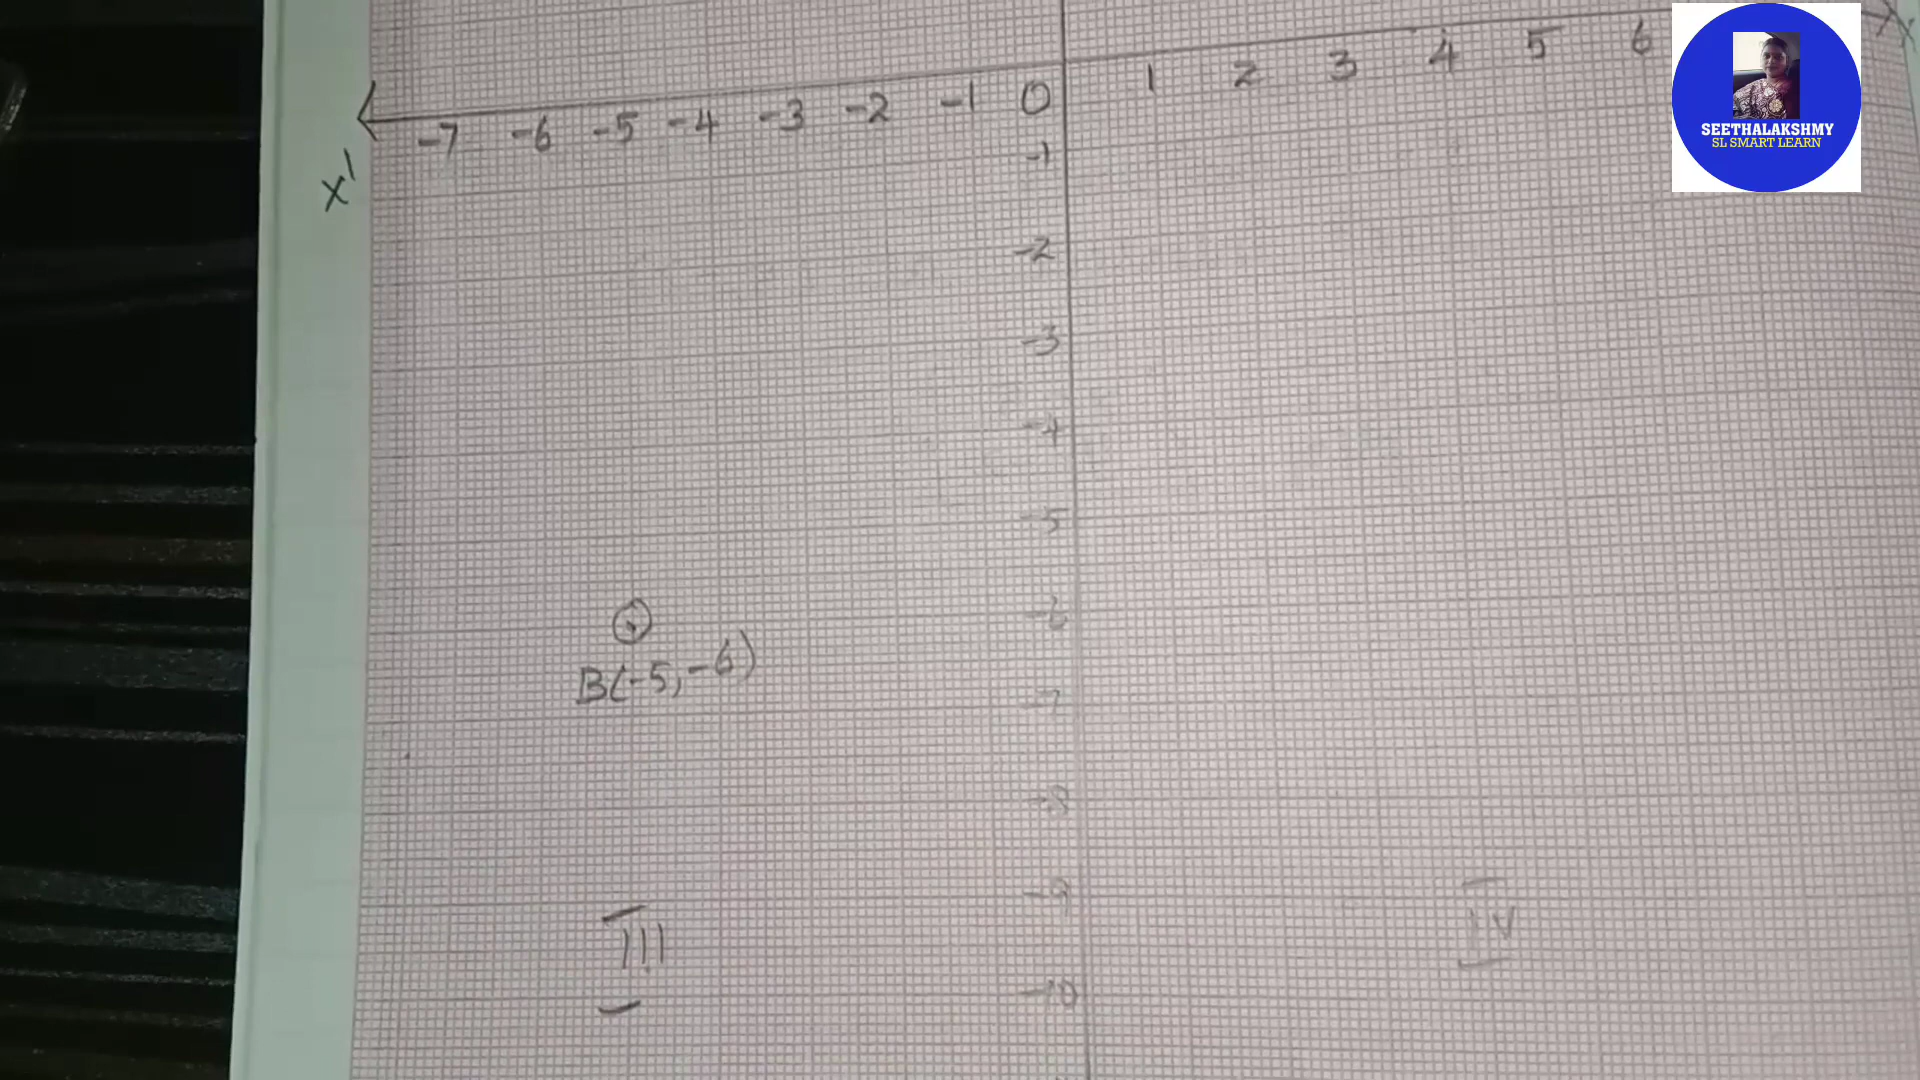 -7 -6 -5 -4 -3 -2 -1 0 1 2 3 4 5 6
X'
SEETHALAKSHMY
SL SMART LEARN
-1
-2
-3
-4
-5
-6
B(-5,-6)
-7
-8
-9
III
IV
-10